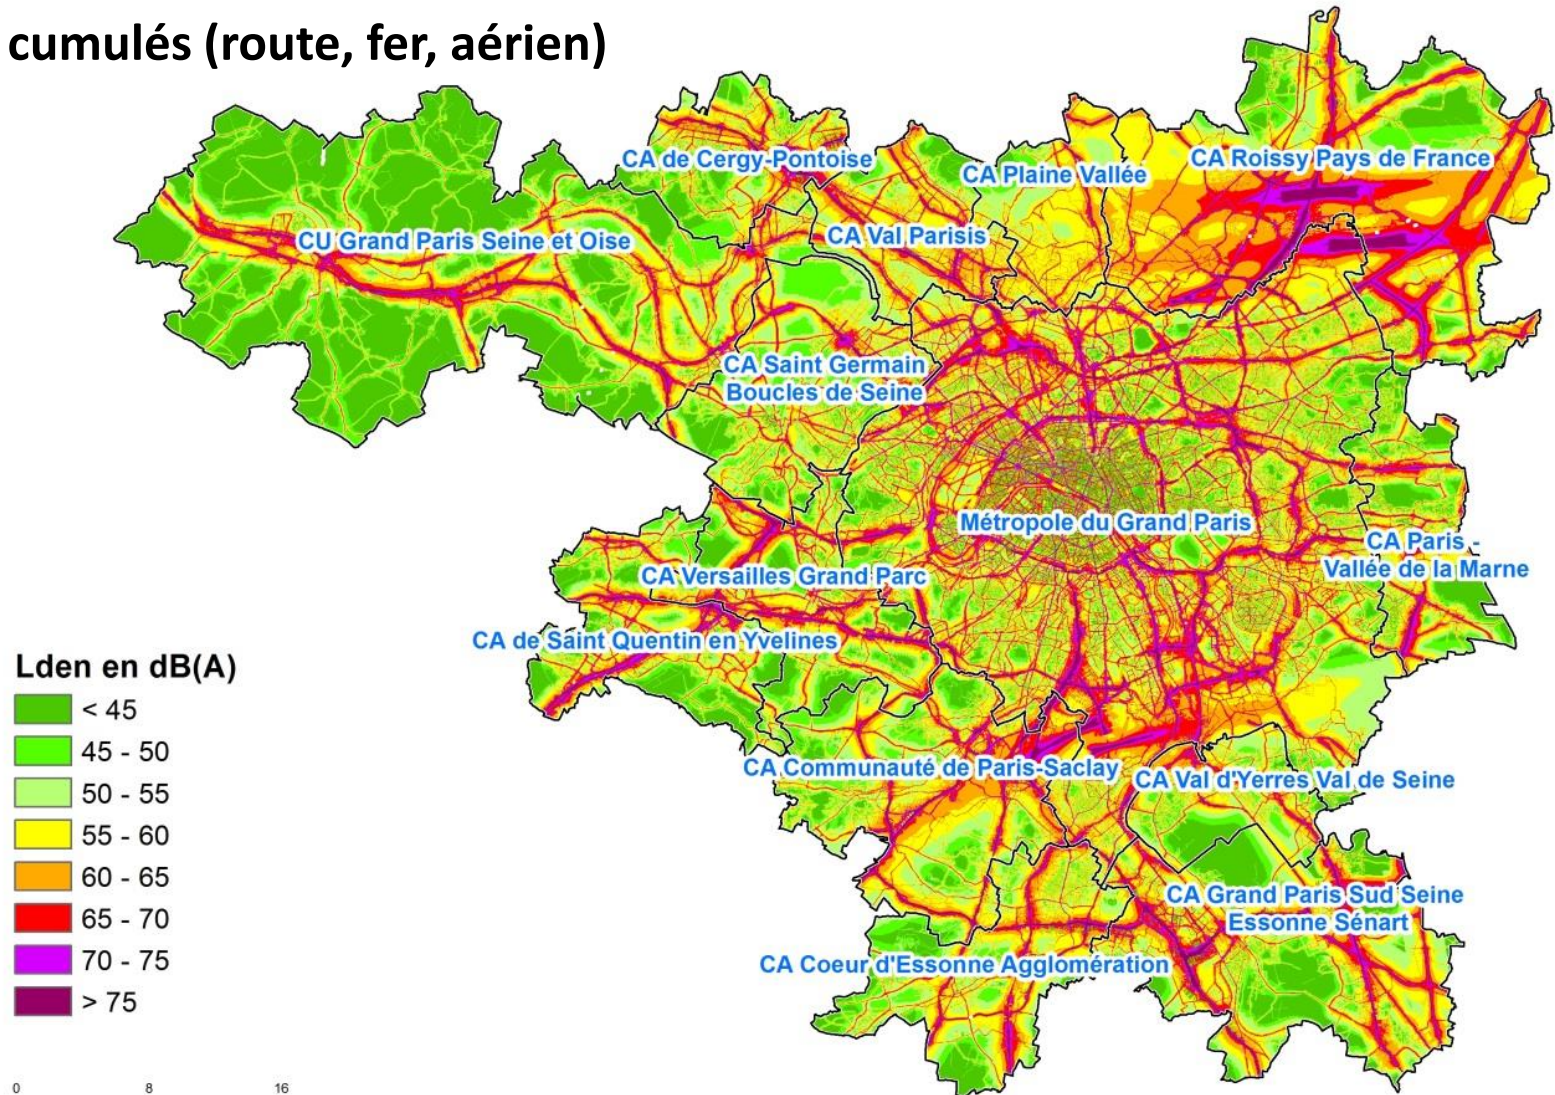 cumulés (route, fer, aérien)
CA de Cergy-Pontoise
CA Plaine Vallée
CA Roissy Pays de France
CU Grand Paris Seine et Oise
CA Val Parisis
CA Saint Germain
Boucles de Seine
Métropole du Grand Paris
CA Paris -
Vallée de la Marne
CA Versailles Grand Parc
CA de Saint Quentin en Yvelines
CA Communauté de Paris-Saclay
CA Val d'Yerres Val de Seine
CA Grand Paris Sud Seine
Essonne Sénart
CA Coeur d'Essonne Agglomération
Lden en dB(A)
< 45
45 - 50
50 - 55
55 - 60
60 - 65
65 - 70
70 - 75
> 75
0 8 16